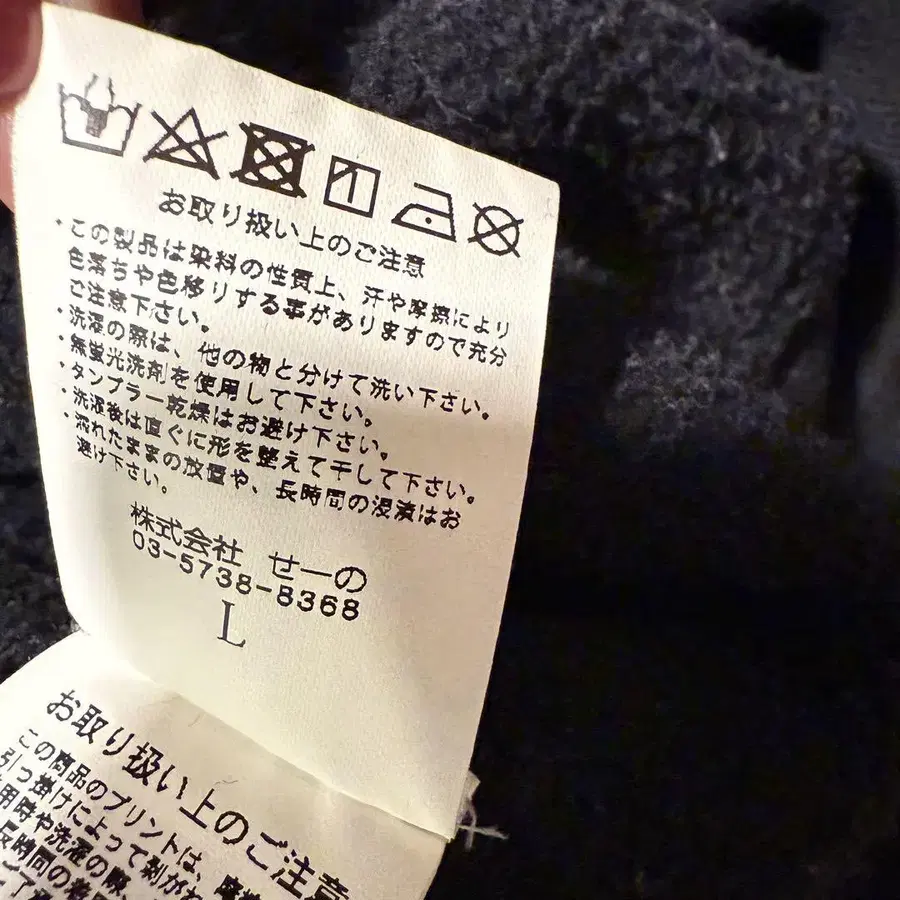 お取り扱い上のご注意
・この製品は染料の性質上、汗や摩擦により
色落ちや色移りする事がありますので充分
ご注意下さい。
・洗濯の際は、他の物と分けて洗い下さい。
・無蛍光洗剤を使用して下さい。
・タンブラー乾燥はお避け下さい。
・洗濯後は直ぐに形を整えて干して下さい。
・濡れたままの放置や、長時間の浸漬はお
避け下さい。
株式会社 せーの
03-5738-8368
L
お取り扱い上のご注意
この商品のプリントは、摩
引っ掛けによって剥がれ
用時や洗濯の際、
長時間の